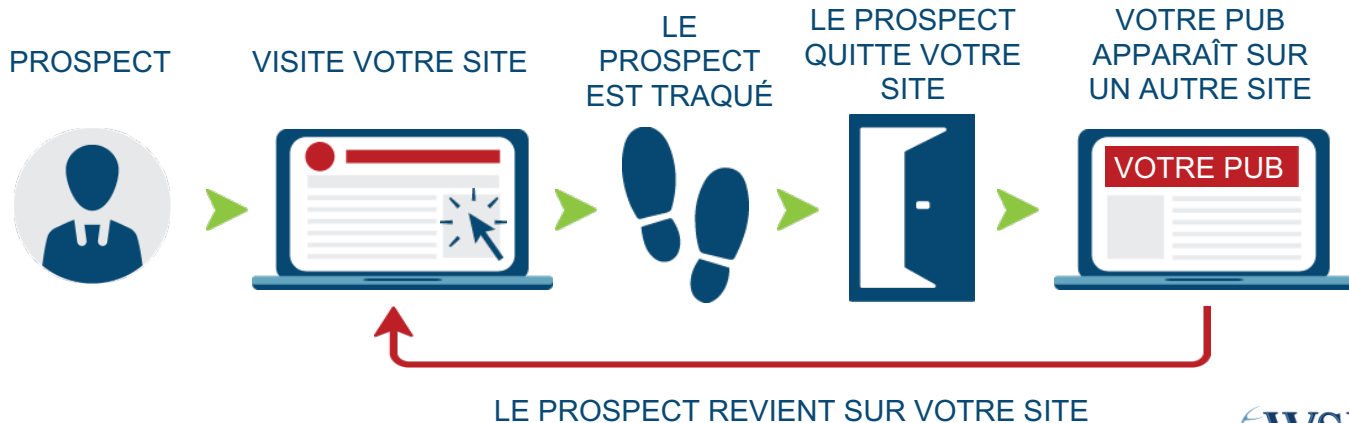 PROSPECT
VISITE VOTRE SITE
LE
PROSPECT
EST TRAQUÉ
LE PROSPECT
QUITTE VOTRE
SITE
VOTRE PUB
APPARAÎT SUR
UN AUTRE SITE
VOTRE PUB
LE PROSPECT REVIENT SUR VOTRE SITE